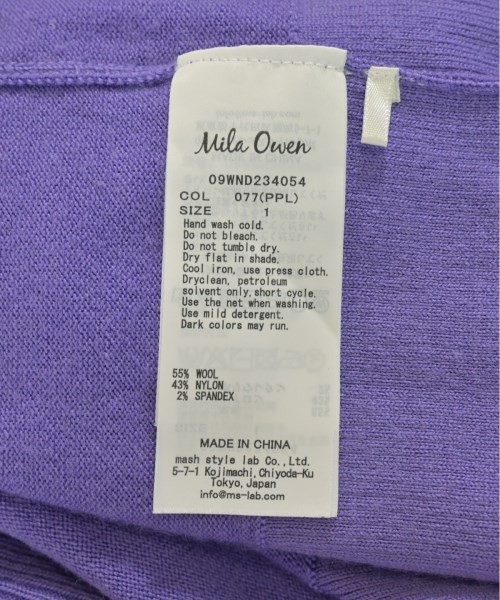 Mila Owen
09WND234054
COL 077(PPL)
SIZE 1
Hand wash cold.
Do not bleach.
Do not tumble dry.
Dry flat in shade.
Cool iron, use press cloth.
Dryclean, petroleum
solvent only, short cycle.
Use the net when washing.
Use mild detergent.
Dark colors may run.
55% WOOL
43% NYLON
2% SPANDEX
MADE IN CHINA
mash style lab Co., Ltd.
5-7-1 Kojimachi, Chiyoda-Ku
Tokyo, Japan
info@ms-lab.com